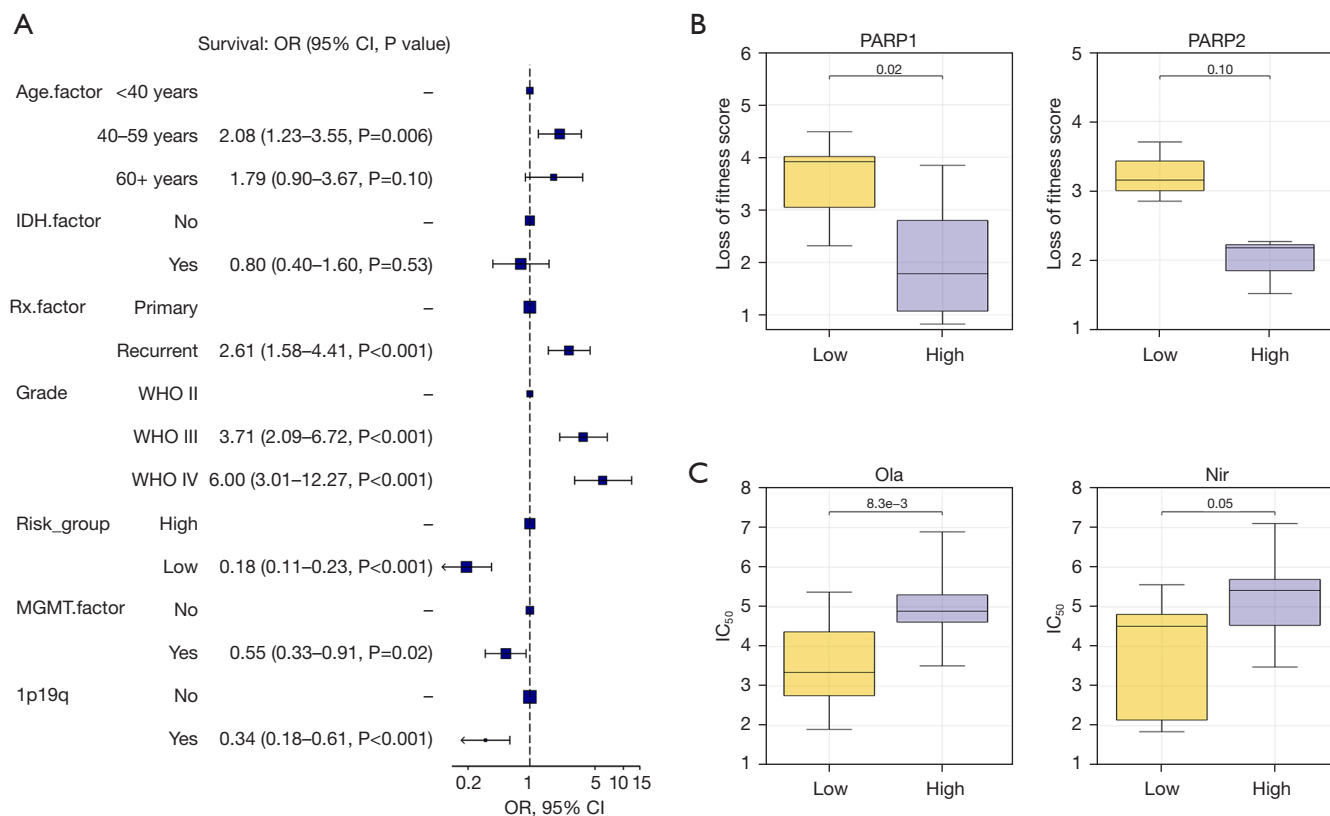 A
Survival: OR (95% CI, P value)
Age.factor <40 years –
40–59 years 2.08 (1.23–3.55, P=0.006)
60+ years 1.79 (0.90–3.67, P=0.10)
IDH.factor No –
Yes 0.80 (0.40–1.60, P=0.53)
Rx.factor Primary –
Recurrent 2.61 (1.58–4.41, P<0.001)
Grade WHO II –
WHO III 3.71 (2.09–6.72, P<0.001)
WHO IV 6.00 (3.01–12.27, P<0.001)
Risk_group High –
Low 0.18 (0.11–0.23, P<0.001)
MGMT.factor No –
Yes 0.55 (0.33–0.91, P=0.02)
1p19q No –
Yes 0.34 (0.18–0.61, P<0.001)
0.2 1 5 10 15
OR, 95% CI
B
PARP1
0.02
Loss of fitness score
6
5
4
3
2
1
Low High
PARP2
0.10
Loss of fitness score
5
4
3
2
1
Low High
C
Ola
8.3e−3
IC50
8
7
6
5
4
3
2
1
Low High
Nir
0.05
IC50
8
7
6
5
4
3
2
1
Low High